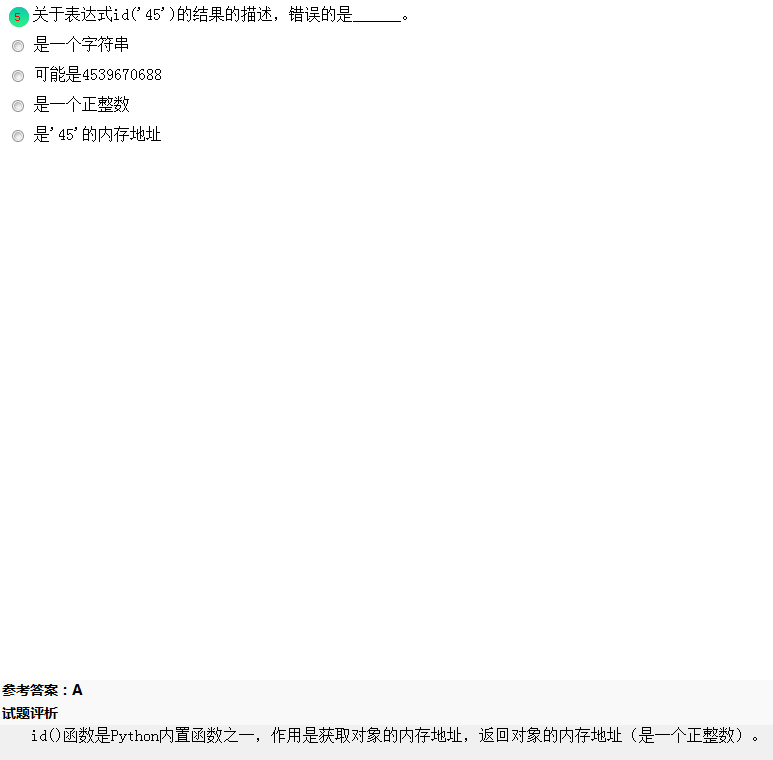 5 关于表达式id('45')的结果的描述，错误的是______。
是一个字符串
可能是4539670688
是一个正整数
是'45'的内存地址
参考答案：A
试题评析
id()函数是Python内置函数之一，作用是获取对象的内存地址，返回对象的内存地址（是一个正整数）。